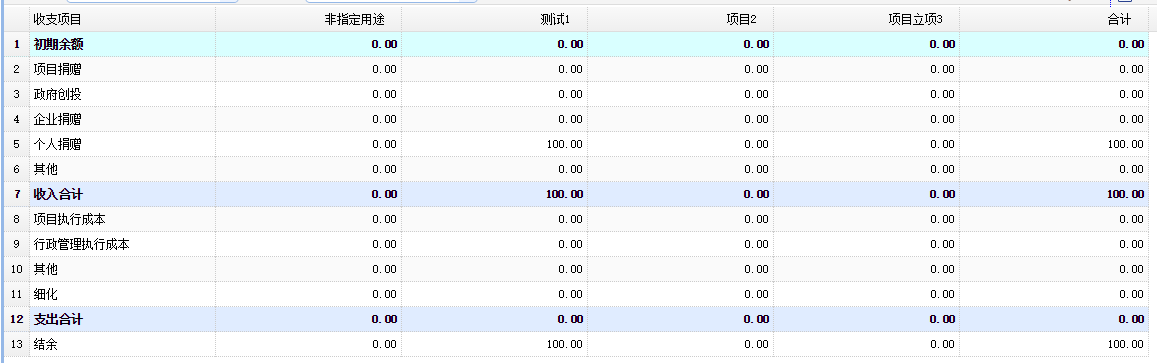 收支项目 非指定用途 测试1 项目2 项目立项3 合计
1 初期余额 0.00 0.00 0.00 0.00 0.00
2 项目捐赠 0.00 0.00 0.00 0.00 0.00
3 政府创投 0.00 0.00 0.00 0.00 0.00
4 企业捐赠 0.00 0.00 0.00 0.00 0.00
5 个人捐赠 0.00 100.00 0.00 0.00 100.00
6 其他 0.00 0.00 0.00 0.00 0.00
7 收入合计 0.00 100.00 0.00 0.00 100.00
8 项目执行成本 0.00 0.00 0.00 0.00 0.00
9 行政管理执行成本 0.00 0.00 0.00 0.00 0.00
10 其他 0.00 0.00 0.00 0.00 0.00
11 细化 0.00 0.00 0.00 0.00 0.00
12 支出合计 0.00 0.00 0.00 0.00 0.00
13 结余 0.00 100.00 0.00 0.00 100.00